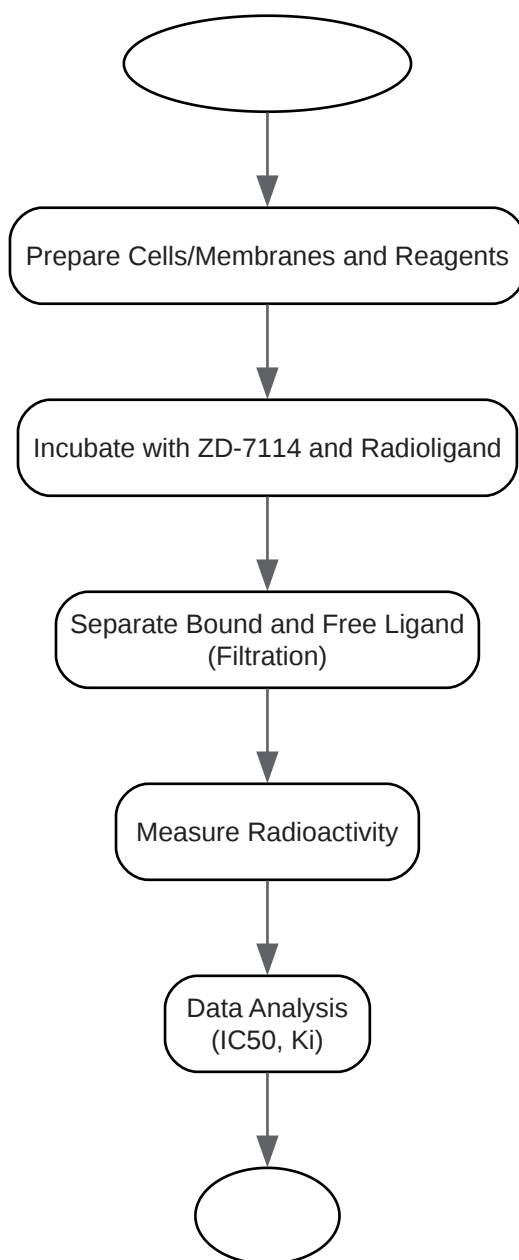 Prepare Cells/Membranes and Reagents
Incubate with ZD-7114 and Radioligand
Separate Bound and Free Ligand
(Filtration)
Measure Radioactivity
Data Analysis
(IC50, Ki)